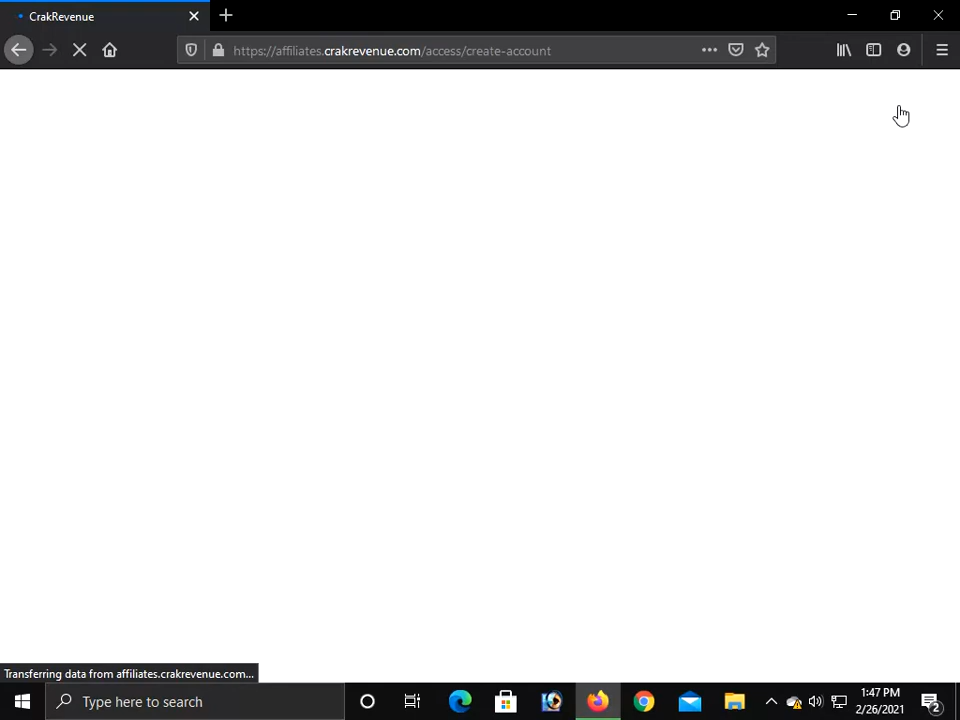 CrakRevenue
https://affiliates.crakrevenue.com/access/create-account
Transferring data from affiliates.crakrevenue.com...
Type here to search
1:47 PM
2/26/2021
2